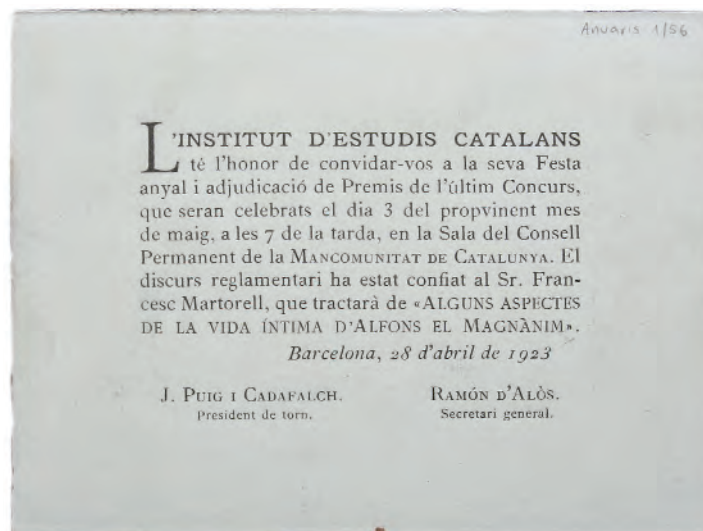 Anuaris 1/56
L'INSTITUT D'ESTUDIS CATALANS
té l'honor de convidar-vos a la seva Festa
anyal i adjudicació de Premis de l'últim Concurs,
que seran celebrats el dia 3 del propvinent mes
de maig, a les 7 de la tarda, en la Sala del Consell
Permanent de la MANCOMUNITAT DE CATALUNYA. El
discurs reglamentari ha estat confiat al Sr. Fran-
cesc Martorell, que tractarà de «ALGUNS ASPECTES
DE LA VIDA ÍNTIMA D'ALFONS EL MAGNÀNIM».
Barcelona, 28 d'abril de 1923
J. PUIG I CADAFALCH. RAMÓN D'ALÒS.
President de torn. Secretari general.